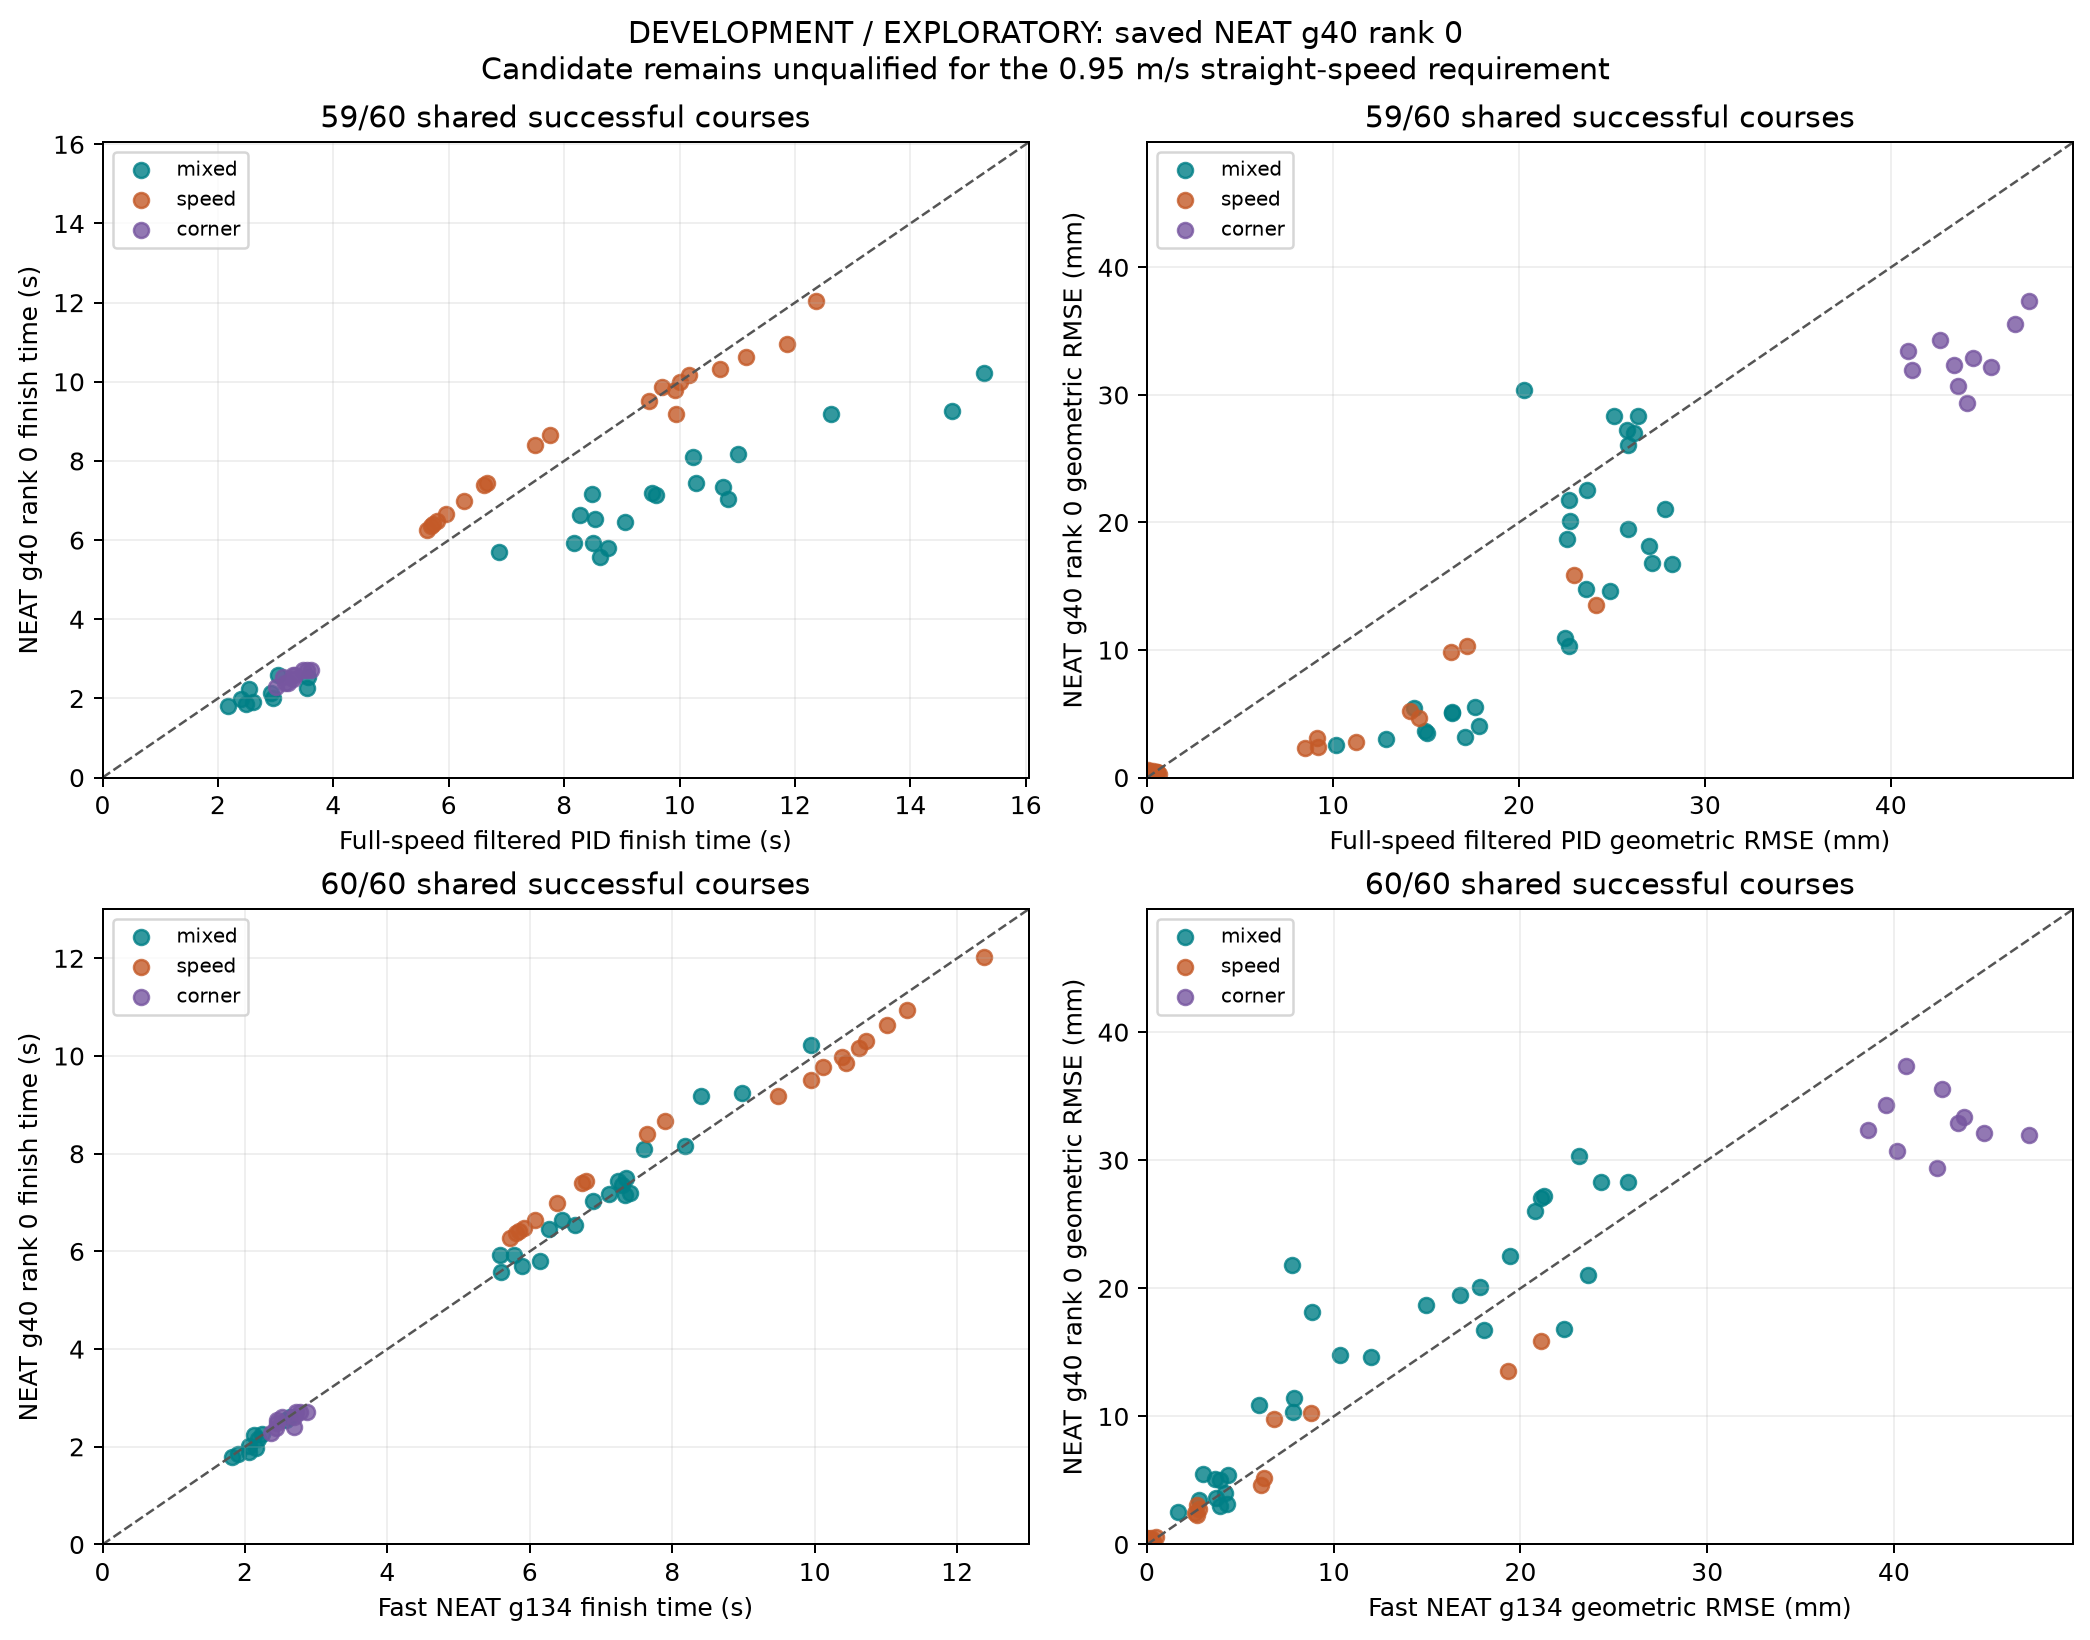 DEVELOPMENT / EXPLORATORY: saved NEAT g40 rank 0
Candidate remains unqualified for the 0.95 m/s straight-speed requirement
59/60 shared successful courses
mixed
speed
corner
NEAT g40 rank 0 finish time (s)
16
14
12
10
8
6
4
2
0
0 2 4 6 8 10 12 14 16
Full-speed filtered PID finish time (s)
59/60 shared successful courses
mixed
speed
corner
NEAT g40 rank 0 geometric RMSE (mm)
40
30
20
10
0
0 10 20 30 40
Full-speed filtered PID geometric RMSE (mm)
60/60 shared successful courses
mixed
speed
corner
NEAT g40 rank 0 finish time (s)
12
10
8
6
4
2
0
0 2 4 6 8 10 12
Fast NEAT g134 finish time (s)
60/60 shared successful courses
mixed
speed
corner
NEAT g40 rank 0 geometric RMSE (mm)
40
30
20
10
0
0 10 20 30 40
Fast NEAT g134 geometric RMSE (mm)